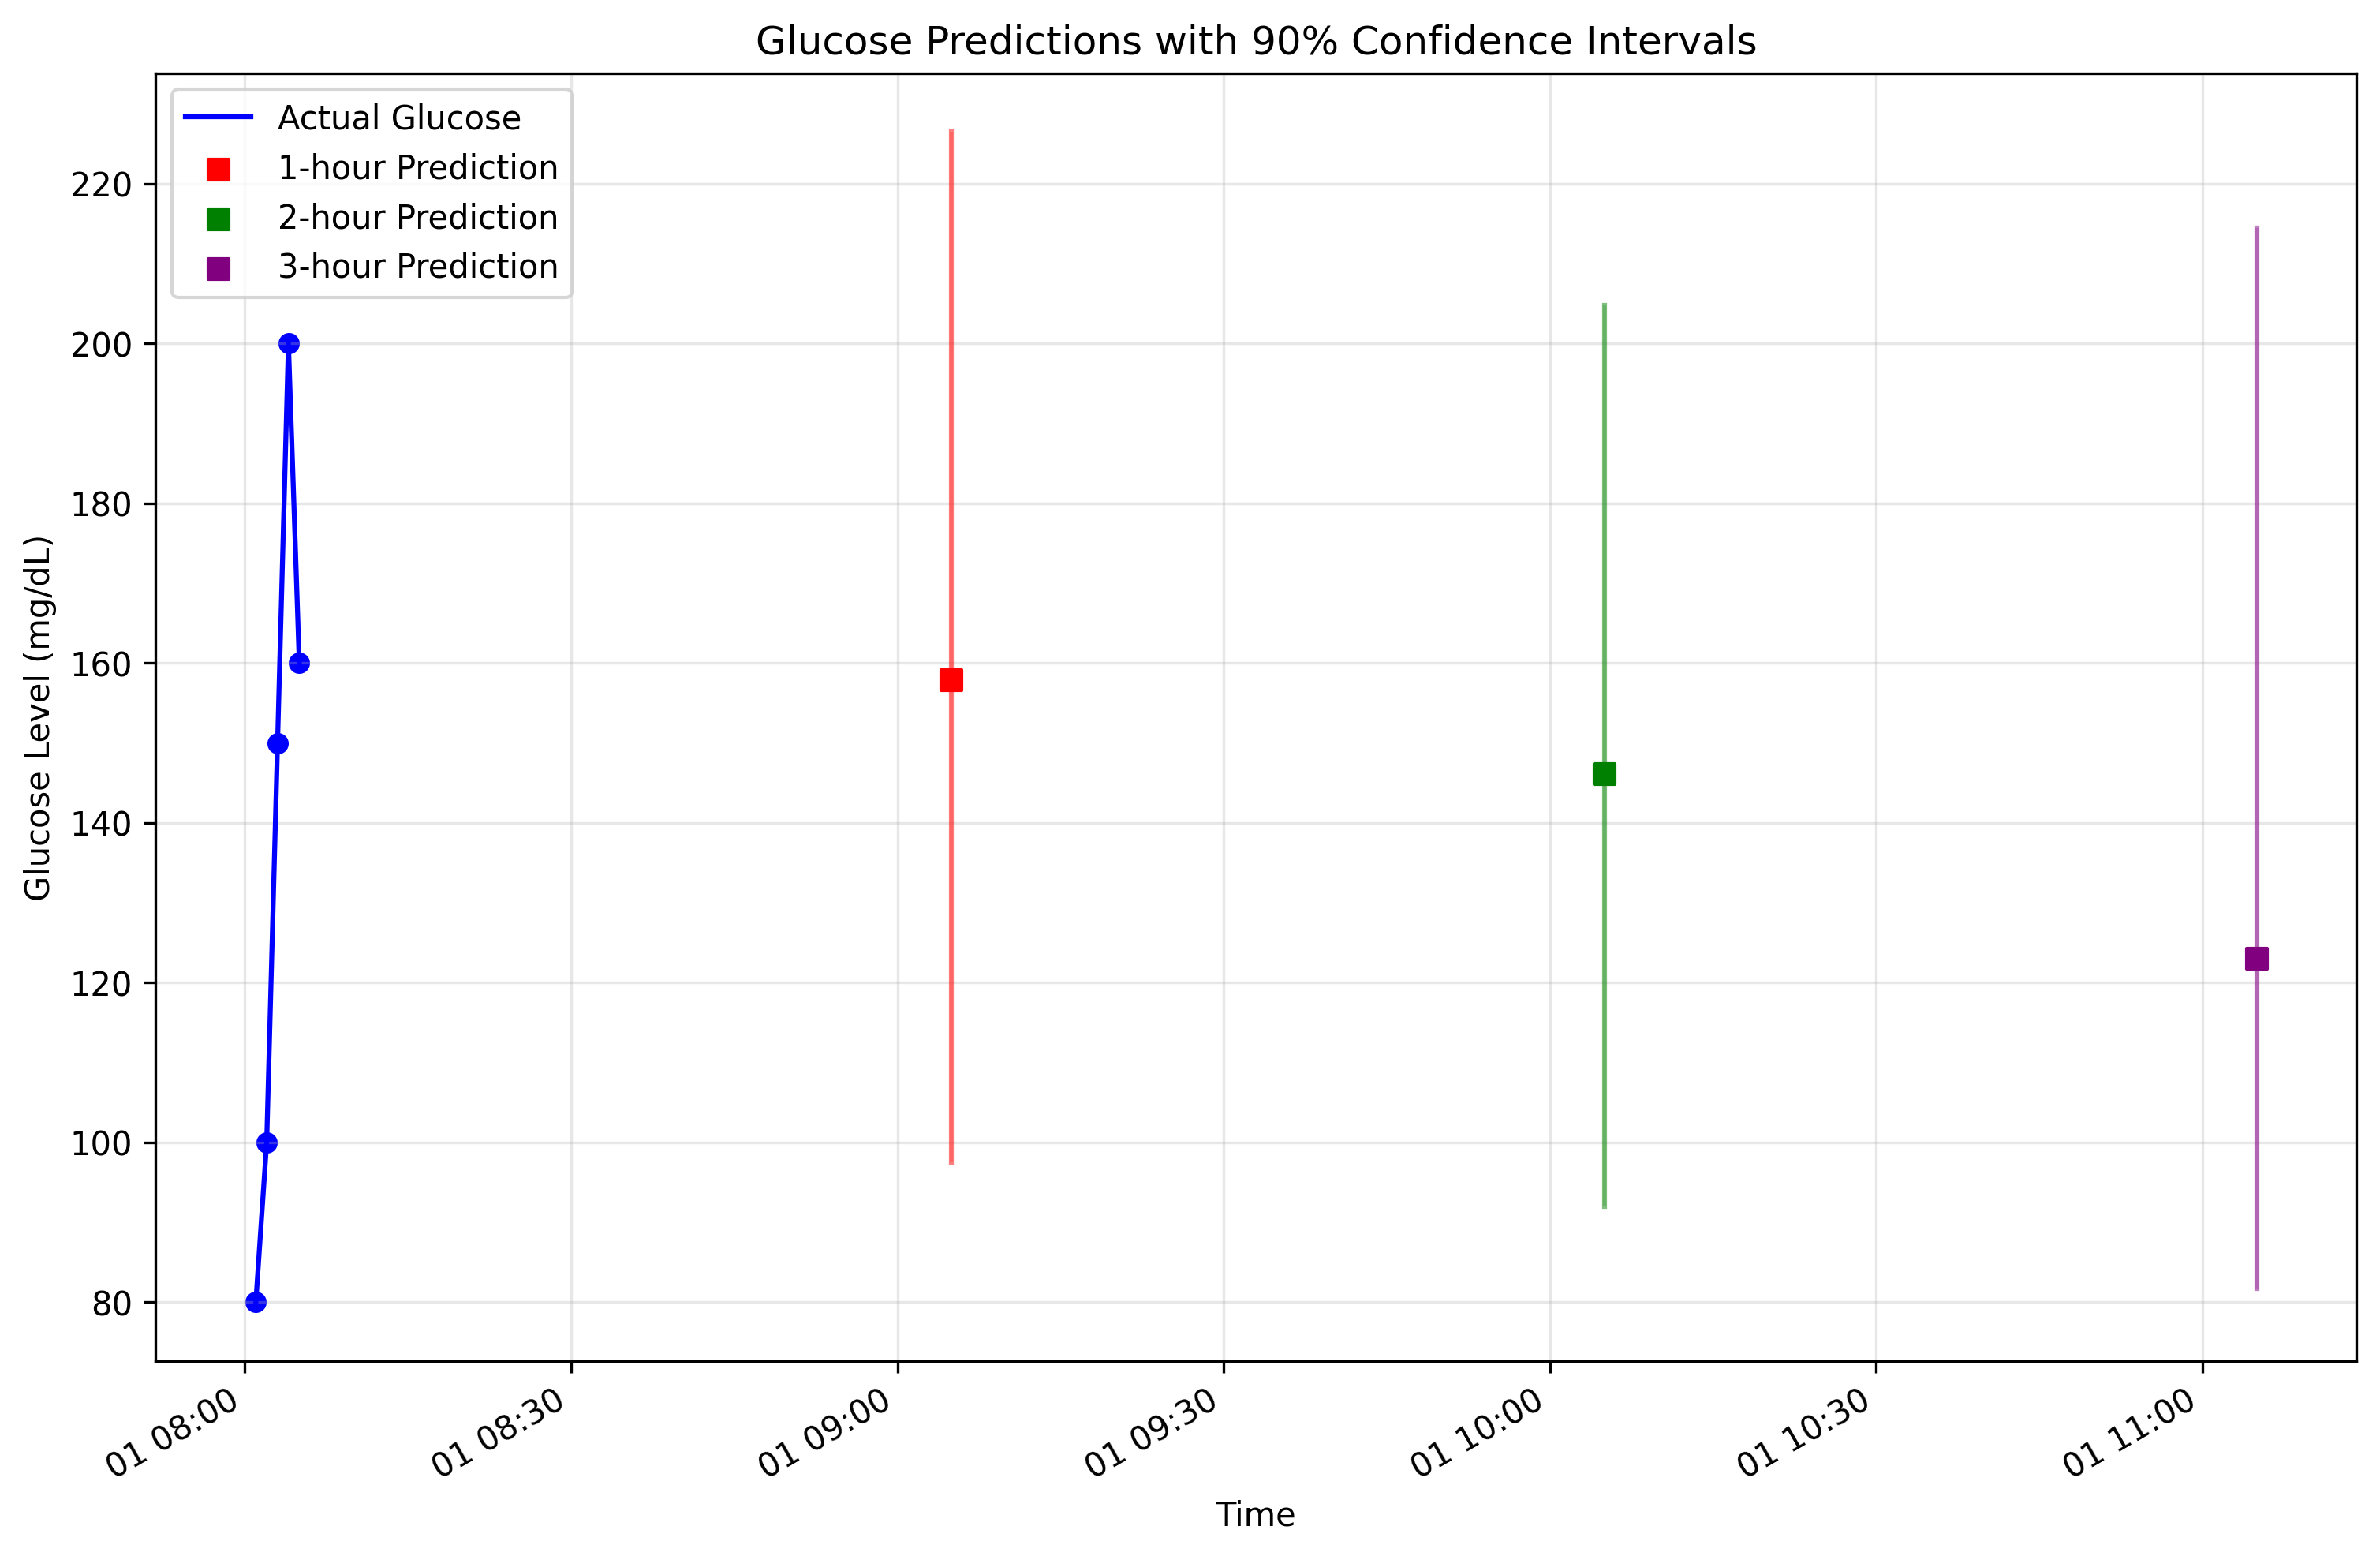 Glucose Predictions with 90% Confidence Intervals
Actual Glucose
1-hour Prediction
2-hour Prediction
3-hour Prediction
Glucose Level (mg/dL)
220
200
180
160
140
120
100
80
01 08:00
01 08:30
01 09:00
01 09:30
01 10:00
01 10:30
01 11:00
Time